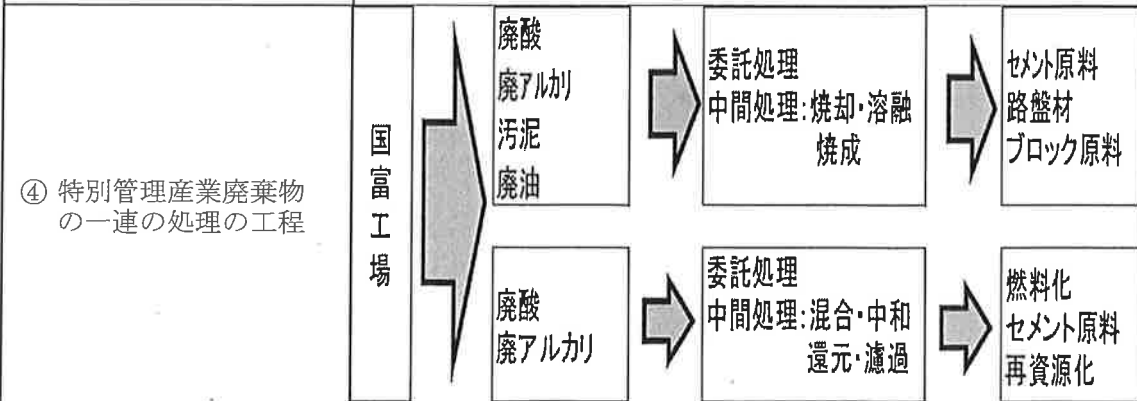 ④ 特別管理産業廃棄物
の一連の処理の工程
国富工場
廃酸
廃アルカリ
汚泥
廃油
委託処理
中間処理:焼却・溶融
焼成
セメント原料
路盤材
ブロック原料
廃酸
廃アルカリ
委託処理
中間処理:混合・中和
還元・濾過
燃料化
セメント原料
再資源化